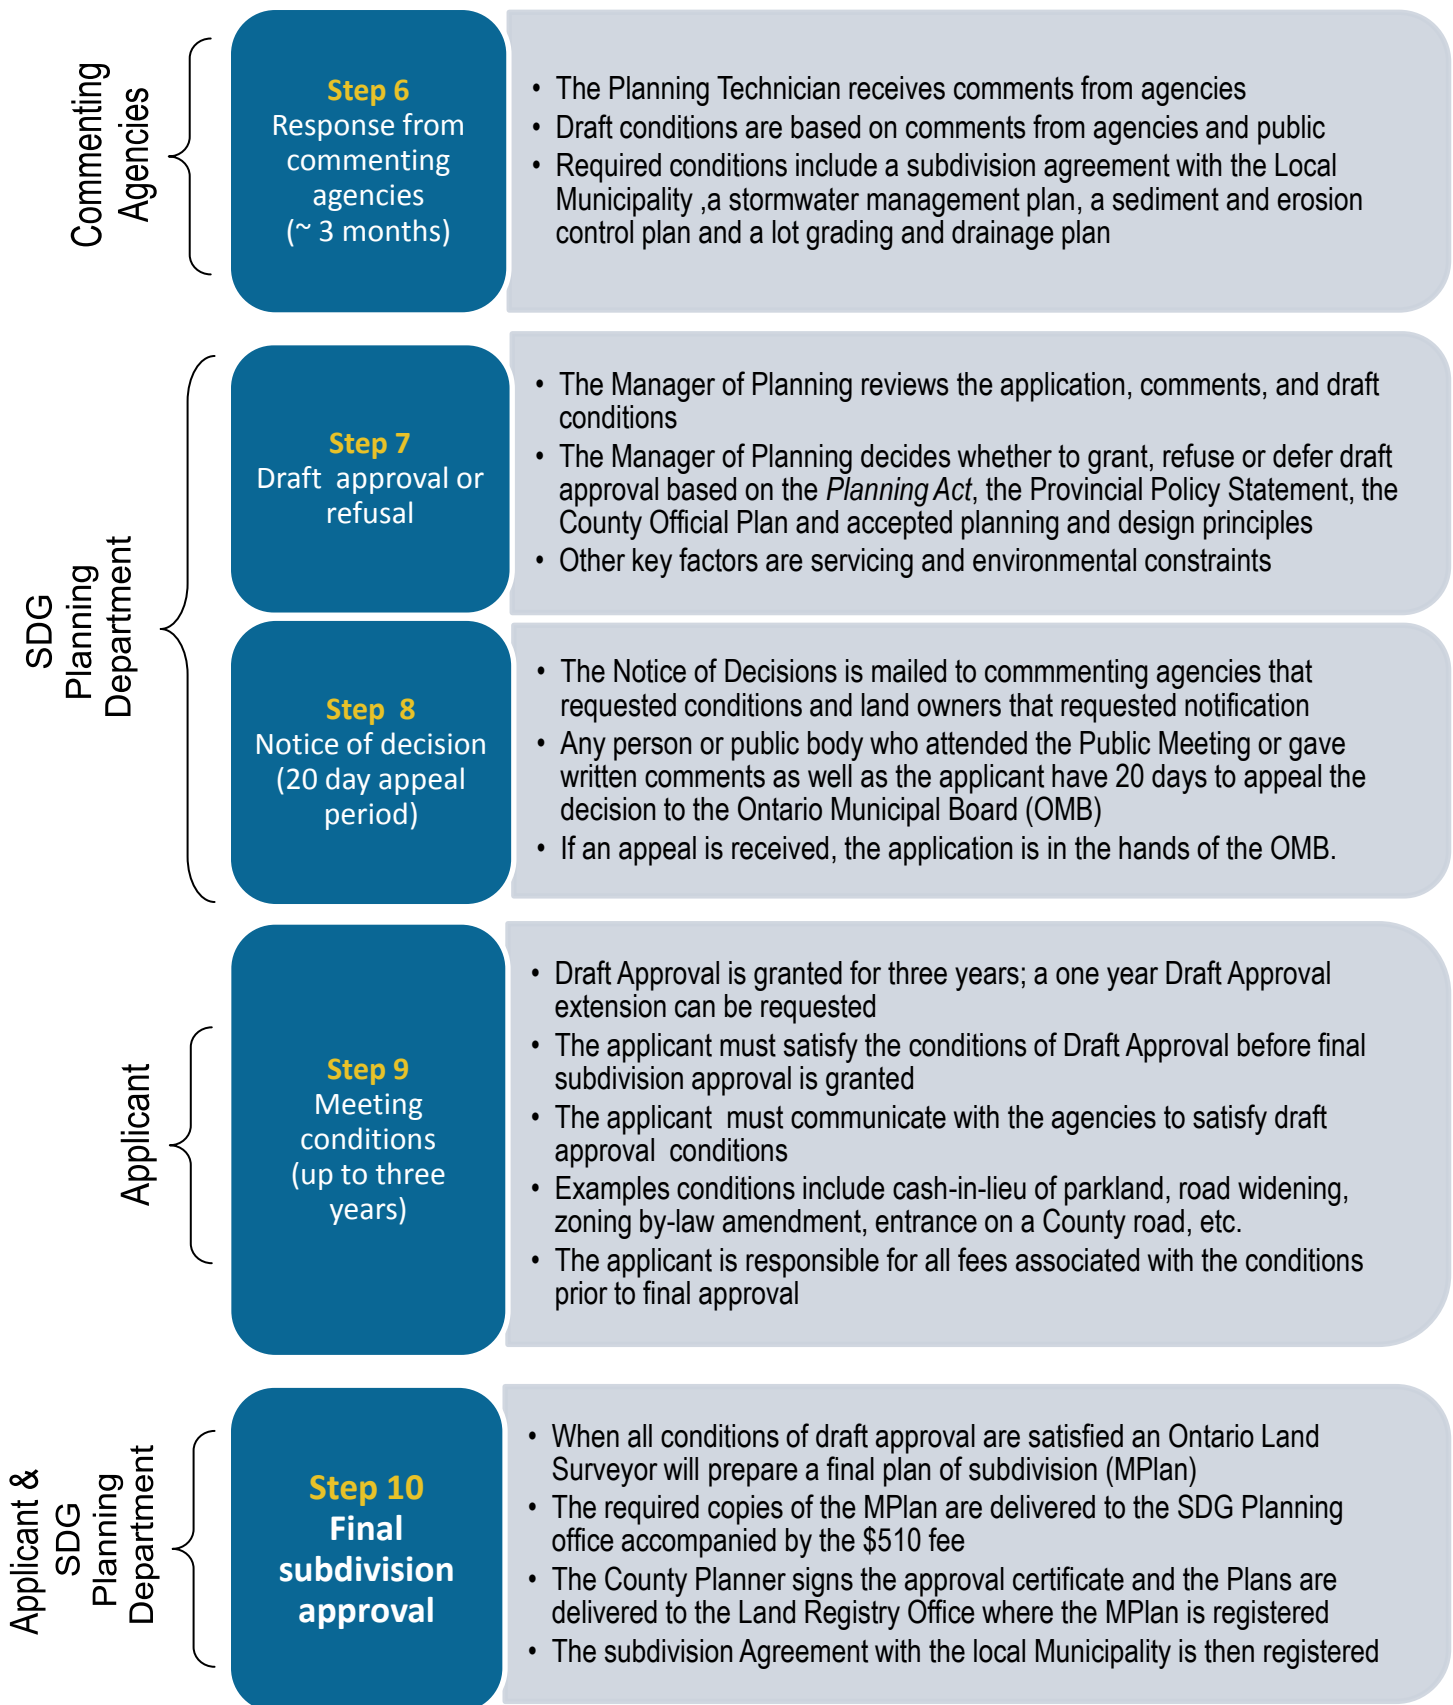 Commenting
Agencies
Step 6
Response from
commenting
agencies
(~ 3 months)
• The Planning Technician receives comments from agencies
• Draft conditions are based on comments from agencies and public
• Required conditions include a subdivision agreement with the Local
Municipality ,a stormwater management plan, a sediment and erosion
control plan and a lot grading and drainage plan
SDG
Planning
Department
Step 7
Draft approval or
refusal
• The Manager of Planning reviews the application, comments, and draft
conditions
• The Manager of Planning decides whether to grant, refuse or defer draft
approval based on the Planning Act, the Provincial Policy Statement, the
County Official Plan and accepted planning and design principles
• Other key factors are servicing and environmental constraints
Step 8
Notice of decision
(20 day appeal
period)
• The Notice of Decisions is mailed to commmenting agencies that
requested conditions and land owners that requested notification
• Any person or public body who attended the Public Meeting or gave
written comments as well as the applicant have 20 days to appeal the
decision to the Ontario Municipal Board (OMB)
• If an appeal is received, the application is in the hands of the OMB.
Applicant
Step 9
Meeting
conditions
(up to three
years)
• Draft Approval is granted for three years; a one year Draft Approval
extension can be requested
• The applicant must satisfy the conditions of Draft Approval before final
subdivision approval is granted
• The applicant must communicate with the agencies to satisfy draft
approval conditions
• Examples conditions include cash-in-lieu of parkland, road widening,
zoning by-law amendment, entrance on a County road, etc.
• The applicant is responsible for all fees associated with the conditions
prior to final approval
Applicant &
SDG
Planning
Department
Step 10
Final
subdivision
approval
• When all conditions of draft approval are satisfied an Ontario Land
Surveyor will prepare a final plan of subdivision (MPlan)
• The required copies of the MPlan are delivered to the SDG Planning
office accompanied by the $510 fee
• The County Planner signs the approval certificate and the Plans are
delivered to the Land Registry Office where the MPlan is registered
• The subdivision Agreement with the local Municipality is then registered